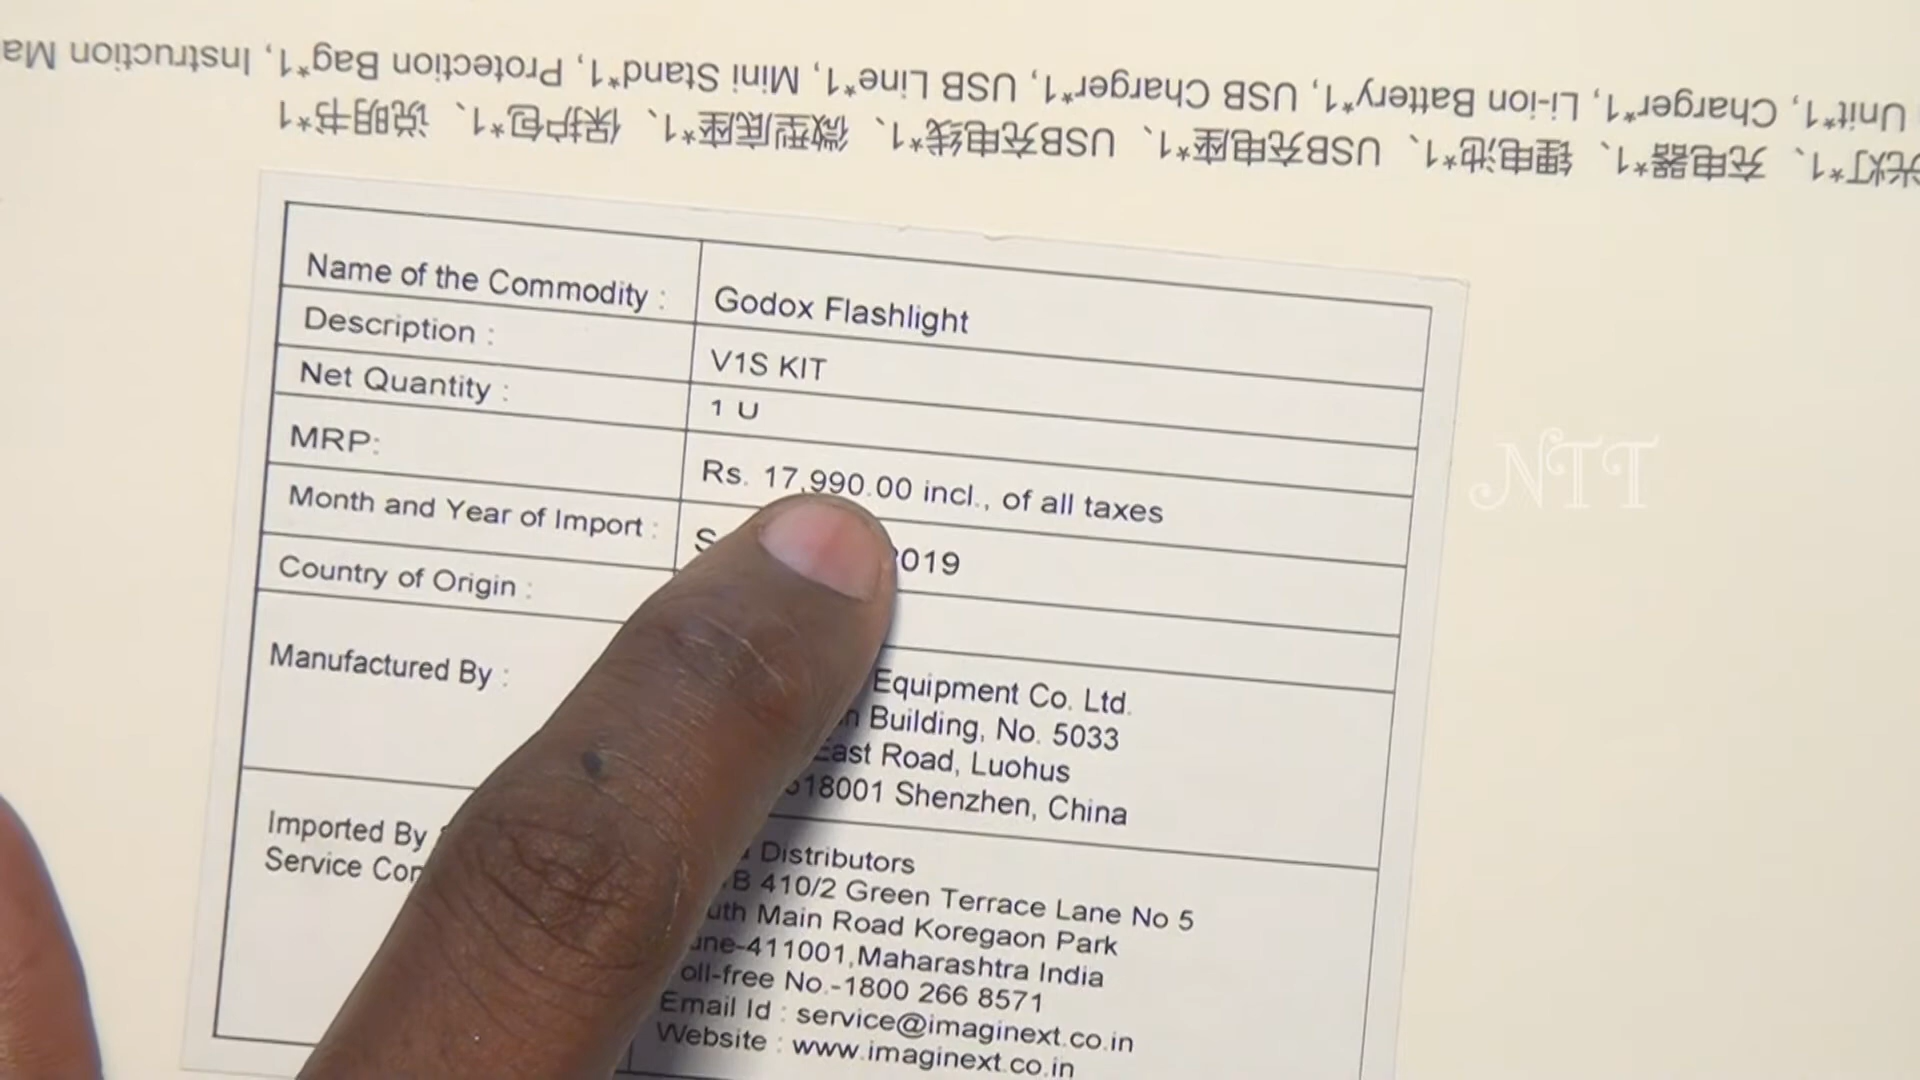 Unit*1, Charger*1, Li-ion Battery*1, USB Charger*1, USB Line*1, Mini Stand*1, Protection Bag*1, Instruction Ma
光灯*1、 充电器*1、 锂电池*1、 USB充电座*1、 USB充电线*1、 微型底座*1、 保护包*1、 说明书*1
Name of the Commodity : Godox Flashlight
Description : V1S KIT
Net Quantity : 1 U
MRP: Rs. 17,990.00 incl., of all taxes
Month and Year of Import : 2019
Country of Origin :
Manufactured By : Equipment Co. Ltd.
Building, No. 5033
East Road, Luohus
518001 Shenzhen, China
Imported By Distributors
Service B 410/2 Green Terrace Lane No 5
Main Road Koregaon Park
411001,Maharashtra India
Toll-free No.-1800 266 8571
Email Id : service@imaginext.co.in
Website : www.imaginext.co.in
NTT